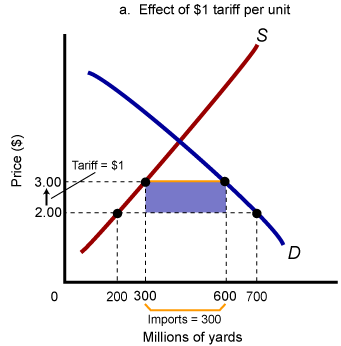 a. Effect of $1 tariff per unit
S
Price ($)
Tariff = $1
3.00
2.00
D
0 200 300 600 700
Imports = 300
Millions of yards